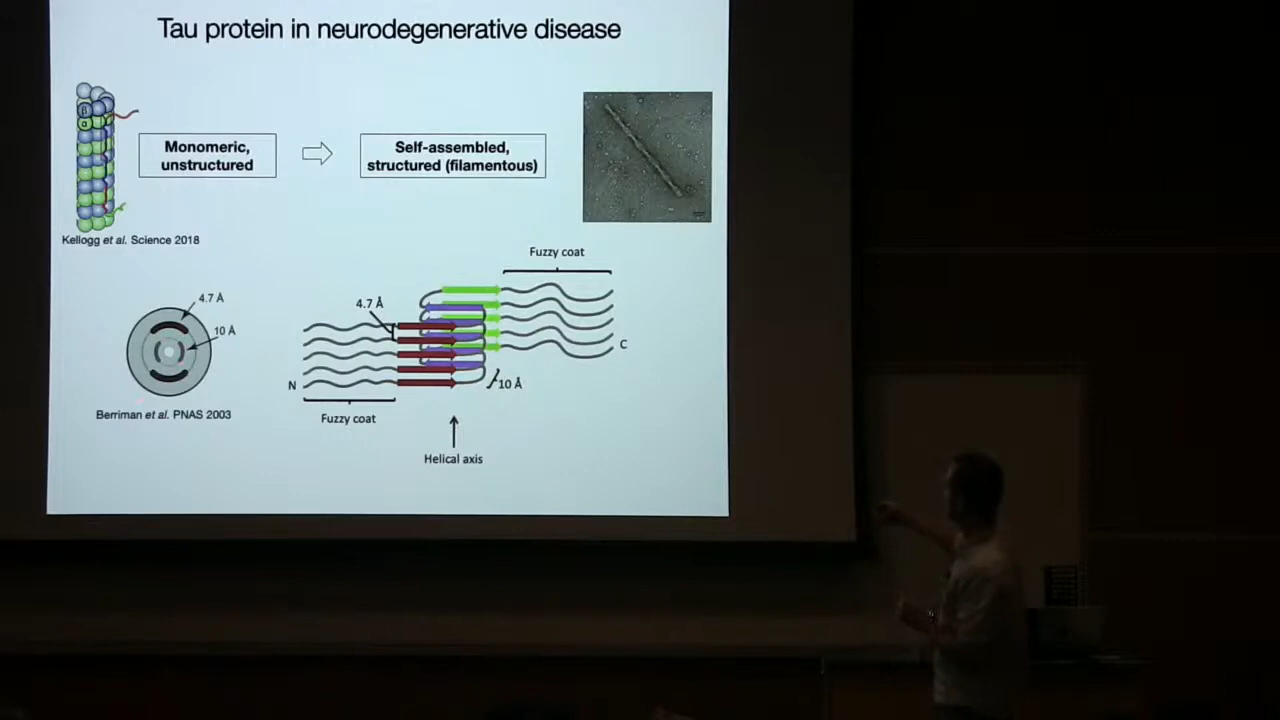 Tau protein in neurodegenerative disease
β
α
Monomeric,
unstructured
Self-assembled,
structured (filamentous)
Kellogg et al. Science 2018
Fuzzy coat
4.7 Å
10 Å
4.7 Å
C
N
10 Å
Berriman et al. PNAS 2003
Fuzzy coat
Helical axis